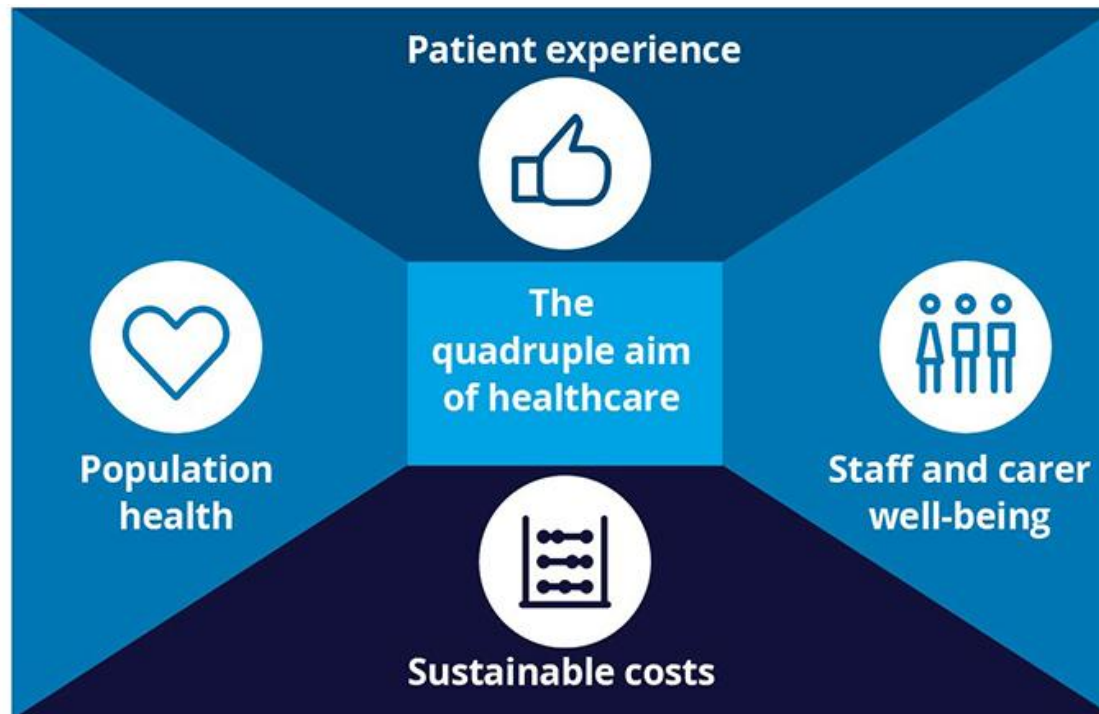 Patient experience
The
quadruple aim
of healthcare
Population
health
Staff and carer
well-being
Sustainable costs